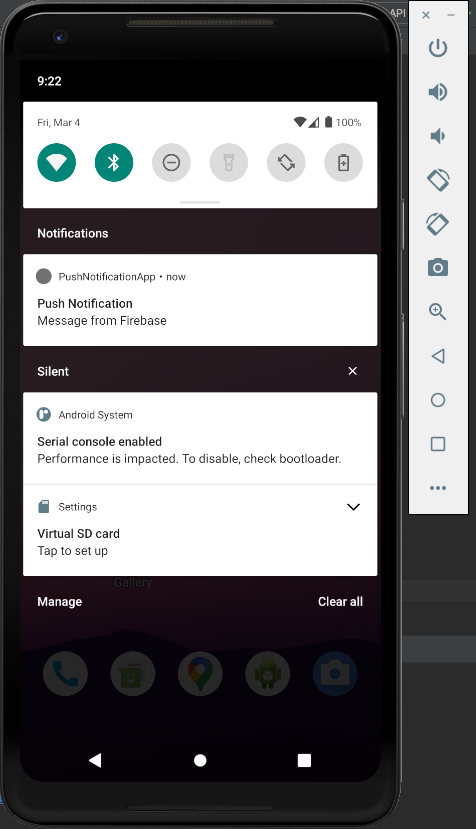 API
9:22
Fri, Mar 4
100%
Notifications
PushNotificationApp • now
Push Notification
Message from Firebase
Silent
Android System
Serial console enabled
Performance is impacted. To disable, check bootloader.
Settings
Virtual SD card
Tap to set up
Gallery
Manage
Clear all